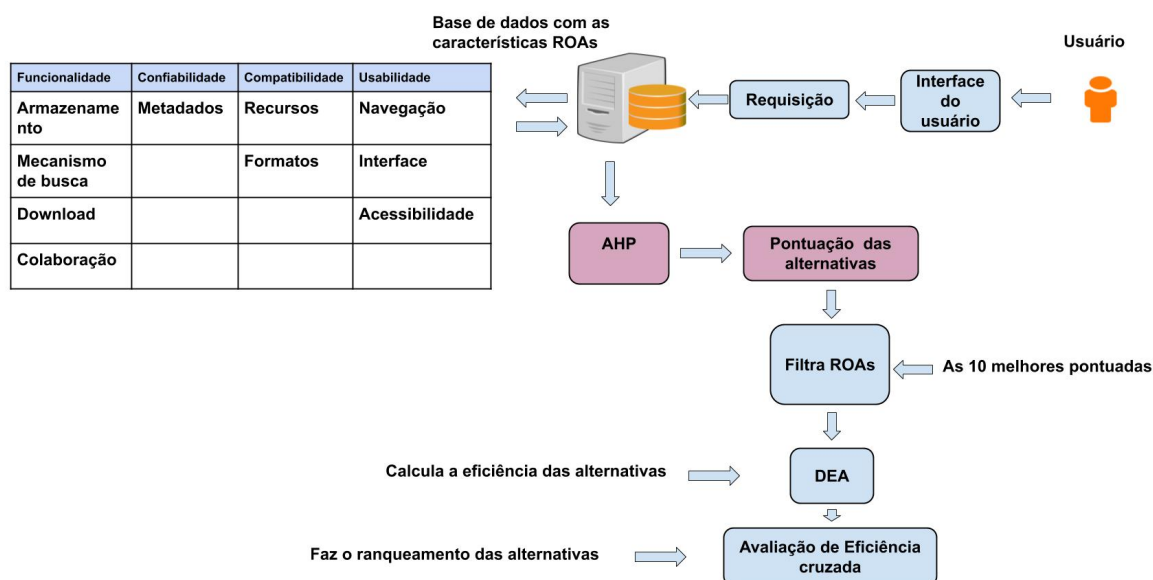 Base de dados com as
características ROAs
Usuário
Funcionalidade Confiabilidade Compatibilidade Usabilidade
Armazename Metadados Recursos Navegação
nto
Mecanismo Formatos Interface
de busca
Download Acessibilidade
Colaboração
Requisição
Interface
do
usuário
AHP
Pontuação das
alternativas
Filtra ROAs
As 10 melhores pontuadas
Calcula a eficiência das alternativas
DEA
Faz o ranqueamento das alternativas
Avaliação de Eficiência
cruzada